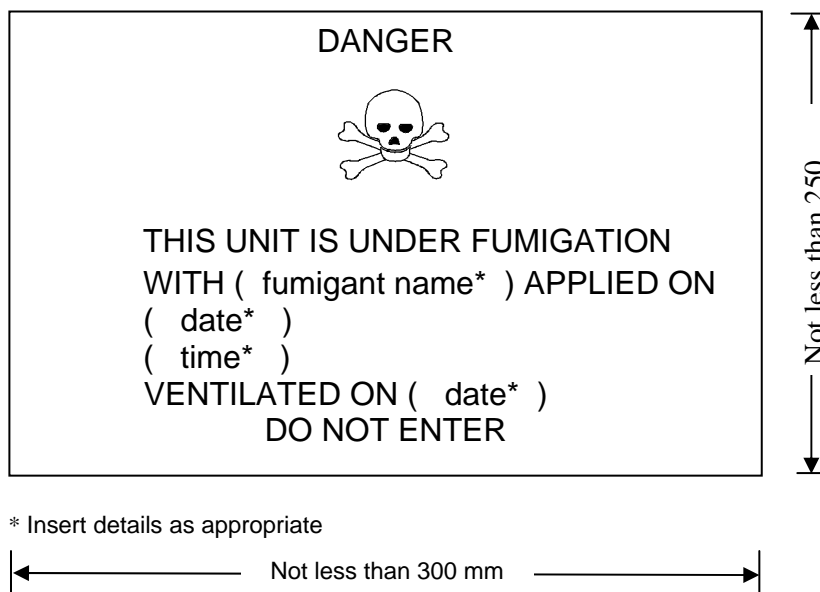 DANGER
THIS UNIT IS UNDER FUMIGATION
WITH ( fumigant name* ) APPLIED ON
( date* )
( time* )
VENTILATED ON ( date* )
DO NOT ENTER
Not less than 250
* Insert details as appropriate
Not less than 300 mm